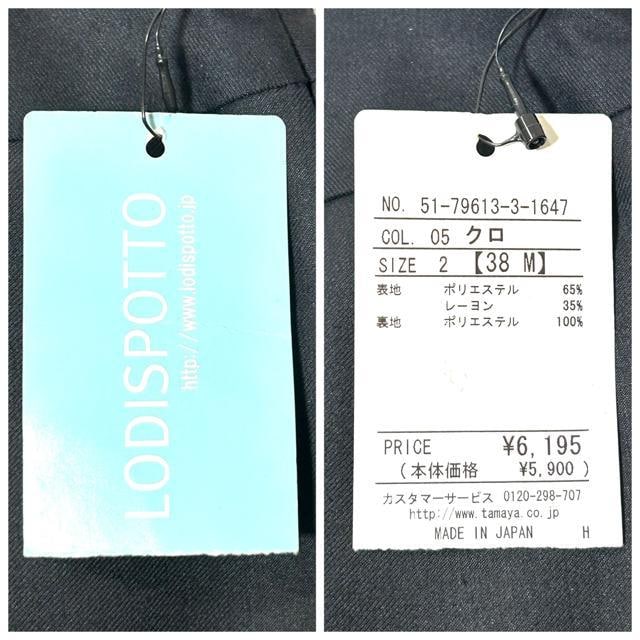 LODISPOTTO
http://www.lodispotto.jp
NO. 51-79613-3-1647
COL. 05 クロ
SIZE 2 【38 M】
表地 ポリエステル 65%
レーヨン 35%
裏地 ポリエステル 100%
PRICE ¥6,195
(本体価格 ¥5,900)
カスタマーサービス 0120-298-707
http://www.tamaya.co.jp
MADE IN JAPAN H